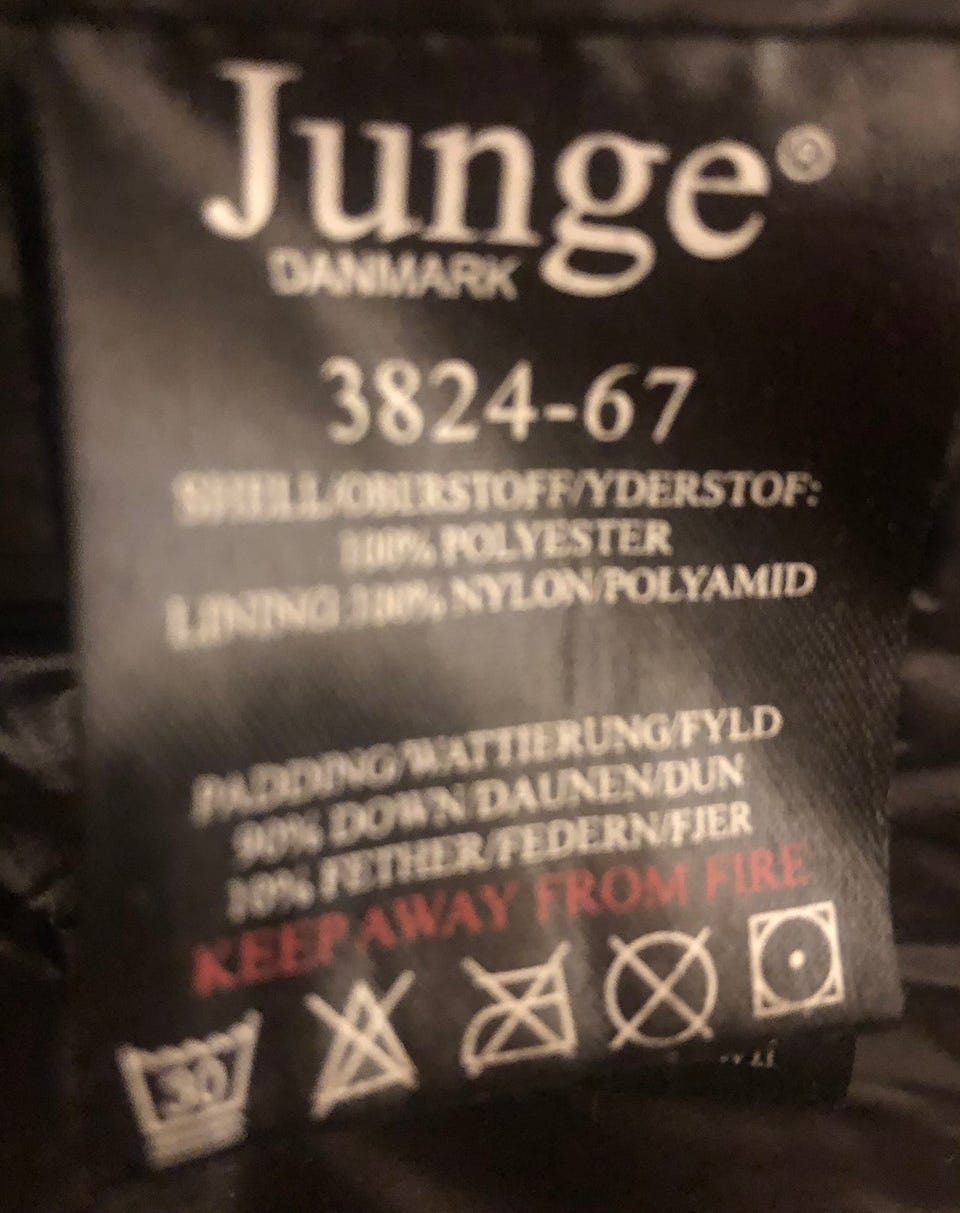 Junge®
DANMARK
3824-67
SHELL/OBERSTOFF/YDERSTOF:
100% POLYESTER
LINING 100% NYLON/POLYAMID
PADDING/WATTIERUNG/FYLD
90% DOWN/DAUNEN/DUN
10% FETHER/FEDERN/FJER
KEEP AWAY FROM FIRE
30